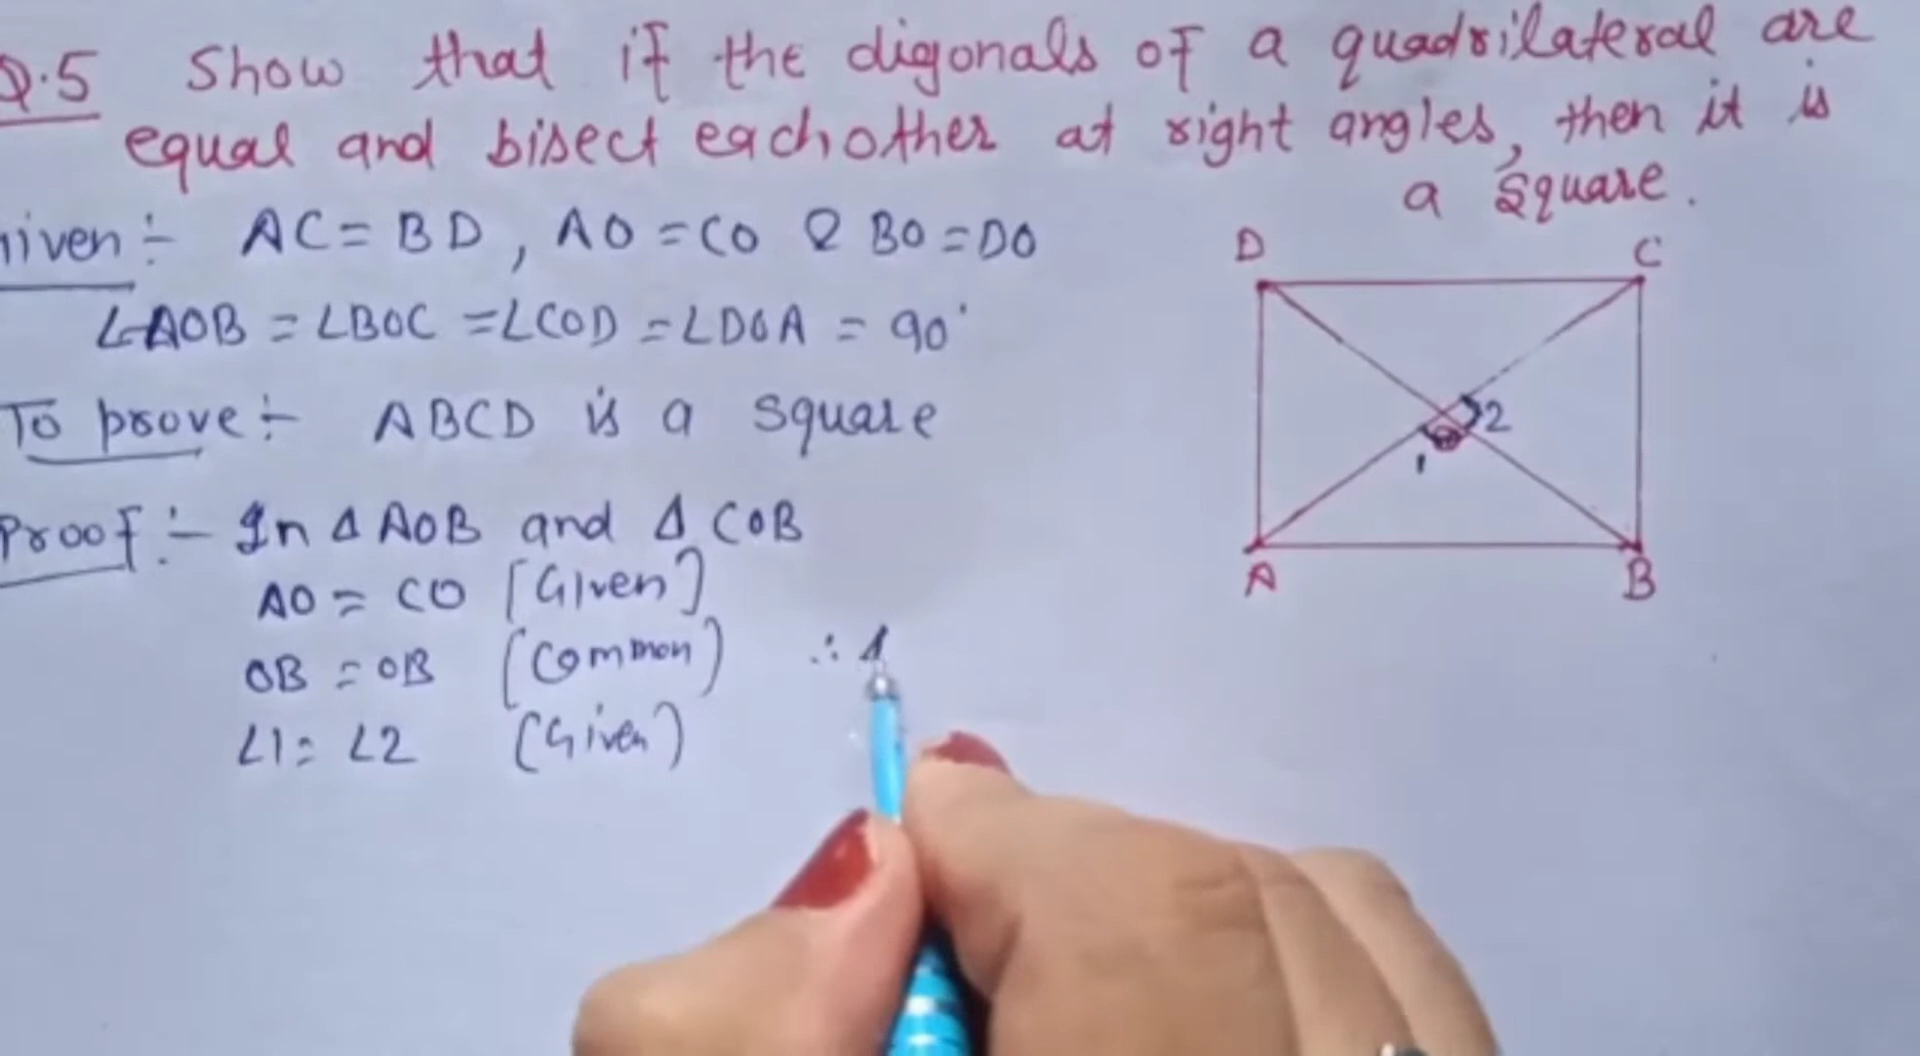 Q.5 Show that if the digonals of a quadrilateral are
equal and bisect eachother at right angles, then it is
a square.
Given :- AC = BD, AO = CO & BO = DO
∠AOB = ∠BOC = ∠COD = ∠DOA = 90°
To prove :- ABCD is a square
Proof :- In Δ AOB and Δ COB
AO = CO [Given]
OB = OB (Common) ∴ Δ
∠1 = ∠2 (Given)
D C
2
1
A B